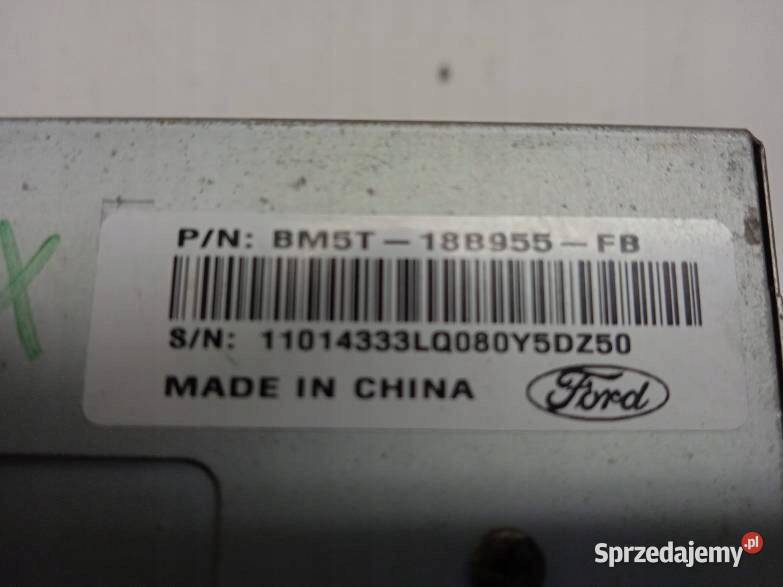 P/N: BM5T-18B955-FB
S/N: 11014333LQ080Y5DZ50
MADE IN CHINA
Ford
X
Sprzedajemy.pl